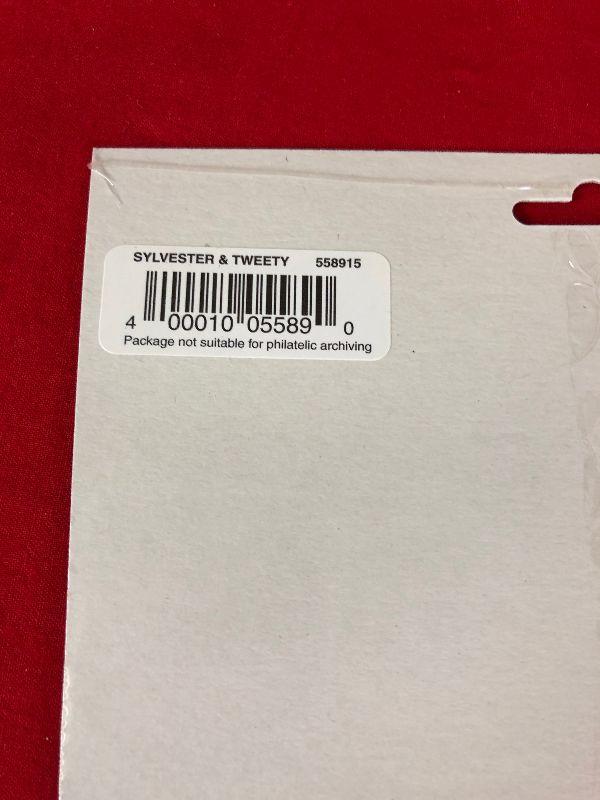 SYLVESTER & TWEETY 558915
4 00010 05589 0
Package not suitable for philatelic archiving